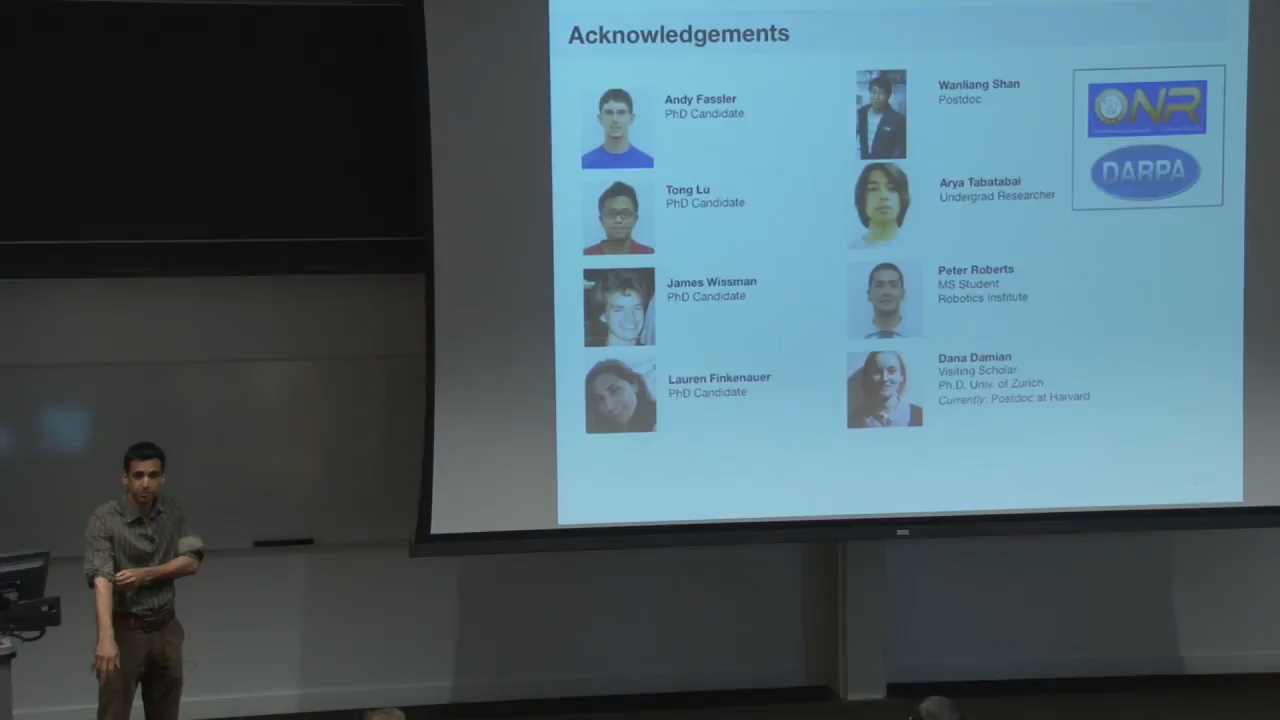 Acknowledgements
Andy Fassler
PhD Candidate
Tong Lu
PhD Candidate
James Wissman
PhD Candidate
Lauren Finkenauer
PhD Candidate
Wanliang Shan
Postdoc
Arya Tabatabai
Undergrad Researcher
Peter Roberts
MS Student
Robotics Institute
Dana Damian
Visiting Scholar
Ph.D. Univ. of Zurich
Currently: Postdoc at Harvard
ONR
DARPA